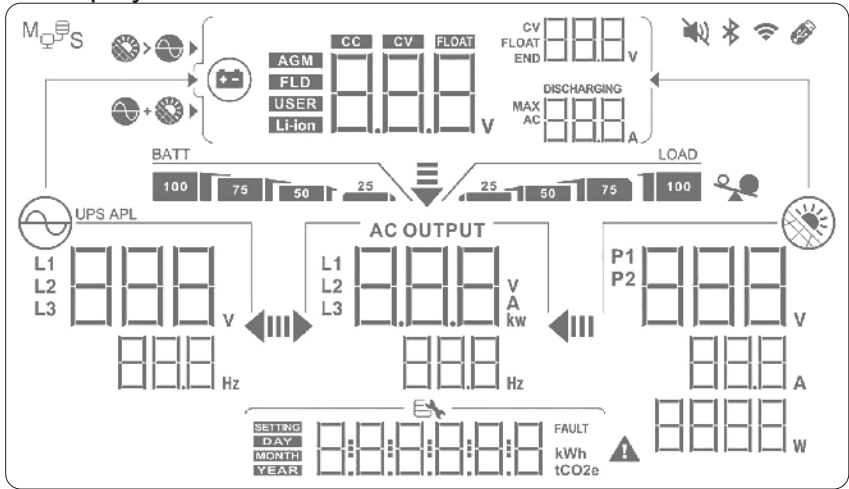 M S
CC CV FLOAT
AGM
FLD
USER
Li-ion
V
CV
FLOAT
END
V
DISCHARGING
MAX
AC
A
BATT
LOAD
100 75 50 25
25 50 75 100
UPS APL
AC OUTPUT
L1
L2
L3
V
Hz
L1
L2
L3
V
A
kw
Hz
P1
P2
V
A
W
SETTING
DAY
MONTH
YEAR
FAULT
kWh
tCO2e